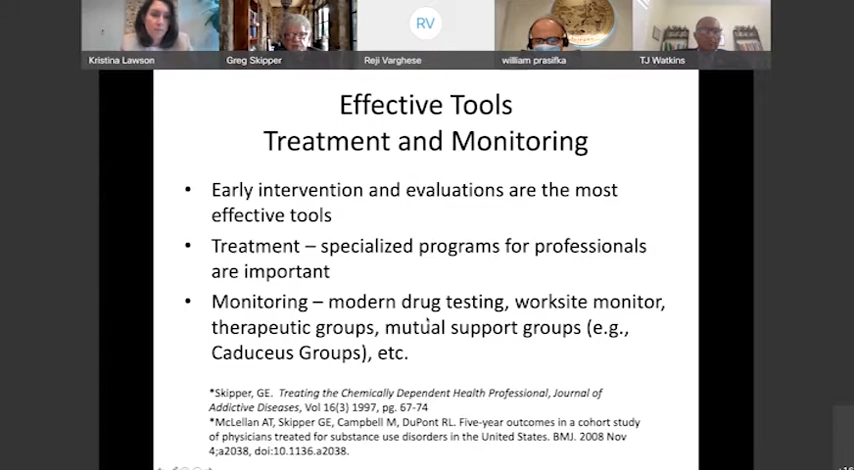 RV
Kristina Lawson
Greg Skipper
Reji Varghese
william prasifka
TJ Watkins
Effective Tools
Treatment and Monitoring
• Early intervention and evaluations are the most
effective tools
• Treatment – specialized programs for professionals
are important
• Monitoring – modern drug testing, worksite monitor,
therapeutic groups, mutual support groups (e.g.,
Caduceus Groups), etc.
*Skipper, GE. Treating the Chemically Dependent Health Professional, Journal of
Addictive Diseases, Vol 16(3) 1997, pg. 67-74
*McLellan AT, Skipper GE, Campbell M, DuPont RL. Five-year outcomes in a cohort study
of physicians treated for substance use disorders in the United States. BMJ. 2008 Nov
4;a2038, doi:10.1136.a2038.